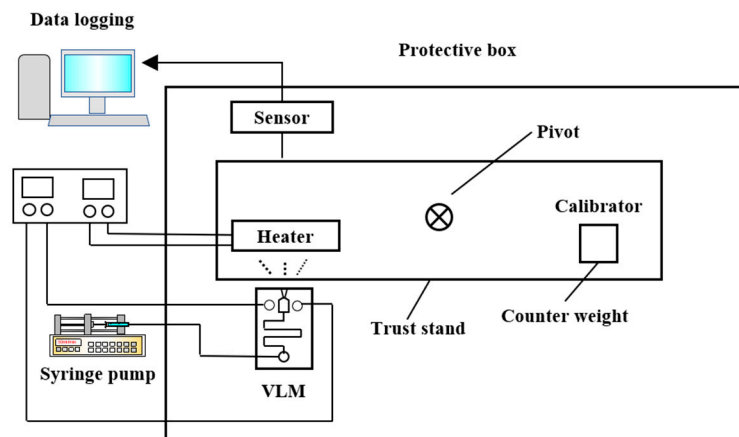 Data logging
Protective box
Sensor
Pivot
Calibrator
Heater
Trust stand
Counter weight
Syringe pump
VLM